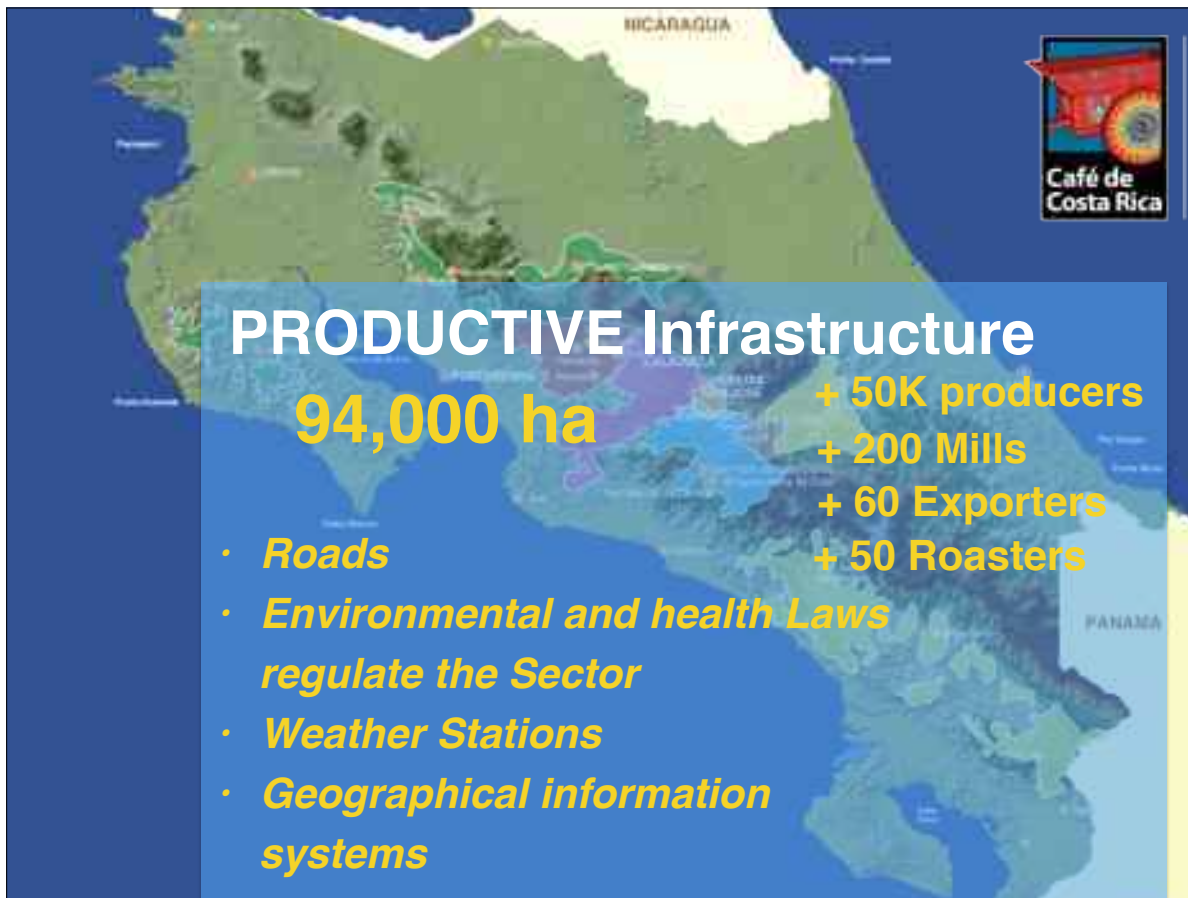 NICARAGUA
Café de
Costa Rica
PRODUCTIVE Infrastructure
94,000 ha
+ 50K producers
+ 200 Mills
+ 60 Exporters
+ 50 Roasters
· Roads
· Environmental and health Laws
regulate the Sector
· Weather Stations
· Geographical information
systems
PANAMA